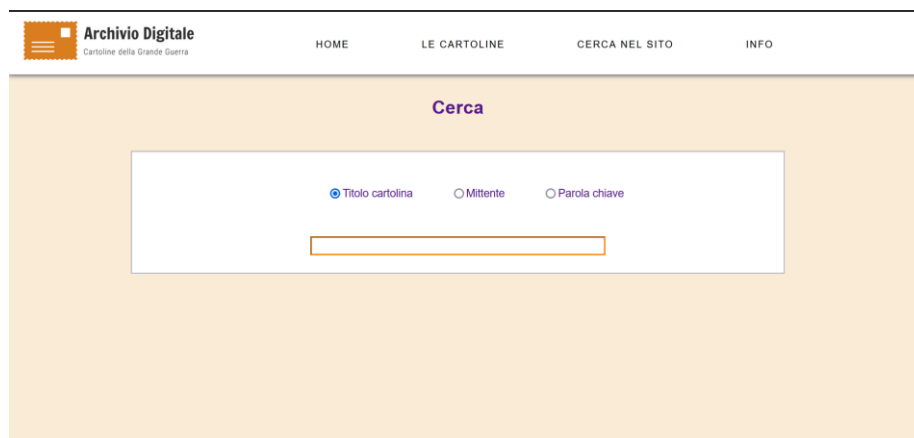 Archivio Digitale
Cartoline della Grande Guerra
HOME LE CARTOLINE CERCA NEL SITO INFO
Cerca
Titolo cartolina Mittente Parola chiave